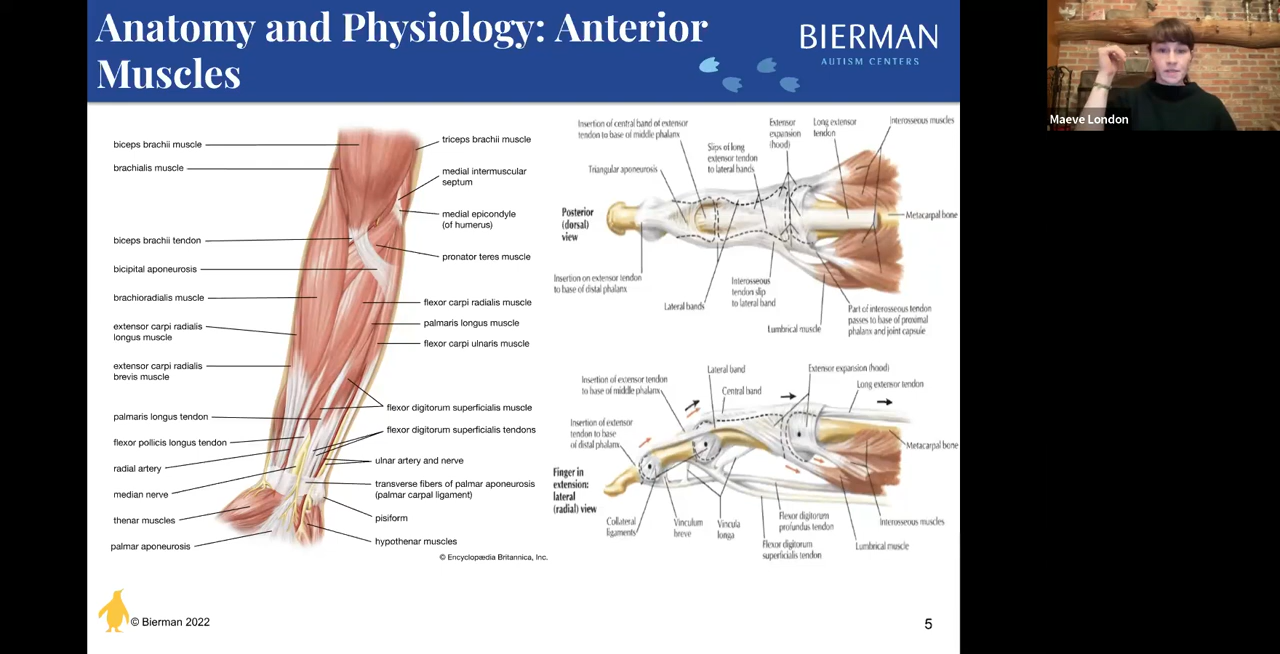 Anatomy and Physiology: Anterior
Muscles
BIERMAN
AUTISM CENTERS
Maeve London
biceps brachii muscle
brachialis muscle
biceps brachii tendon
bicipital aponeurosis
brachioradialis muscle
extensor carpi radialis
longus muscle
extensor carpi radialis
brevis muscle
palmaris longus tendon
flexor pollicis longus tendon
radial artery
median nerve
thenar muscles
palmar aponeurosis
triceps brachii muscle
medial intermuscular
septum
medial epicondyle
(of humerus)
pronator teres muscle
flexor carpi radialis muscle
palmaris longus muscle
flexor carpi ulnaris muscle
flexor digitorum superficialis muscle
flexor digitorum superficialis tendons
ulnar artery and nerve
transverse fibers of palmar aponeurosis
(palmar carpal ligament)
pisiform
hypothenar muscles
© Encyclopædia Britannica, Inc.
Insertion of central band of extensor
tendon to base of middle phalanx
Triangular aponeurosis
Slips of long
extensor tendon
to lateral bands
Extensor
expansion
(hood)
Long extensor
tendon
Interosseous muscles
Posterior
(dorsal)
view
Metacarpal bone
Insertion on extensor tendon
to base of distal phalanx
Lateral bands
Interosseous
tendon slip
to lateral band
Lumbrical muscle
Part of interosseous tendon
passes to base of proximal
phalanx and joint capsule
Insertion of extensor tendon
to base of middle phalanx
Lateral band
Central band
Extensor expansion (hood)
Long extensor tendon
Insertion of extensor
tendon to base
of distal phalanx
Metacarpal bone
Finger in
extension:
lateral
(radial) view
Collateral
ligaments
Vinculum
breve
Vincula
longa
Flexor digitorum
profundus tendon
Flexor digitorum
superficialis tendon
Interosseous muscles
Lumbrical muscle
© Bierman 2022
5